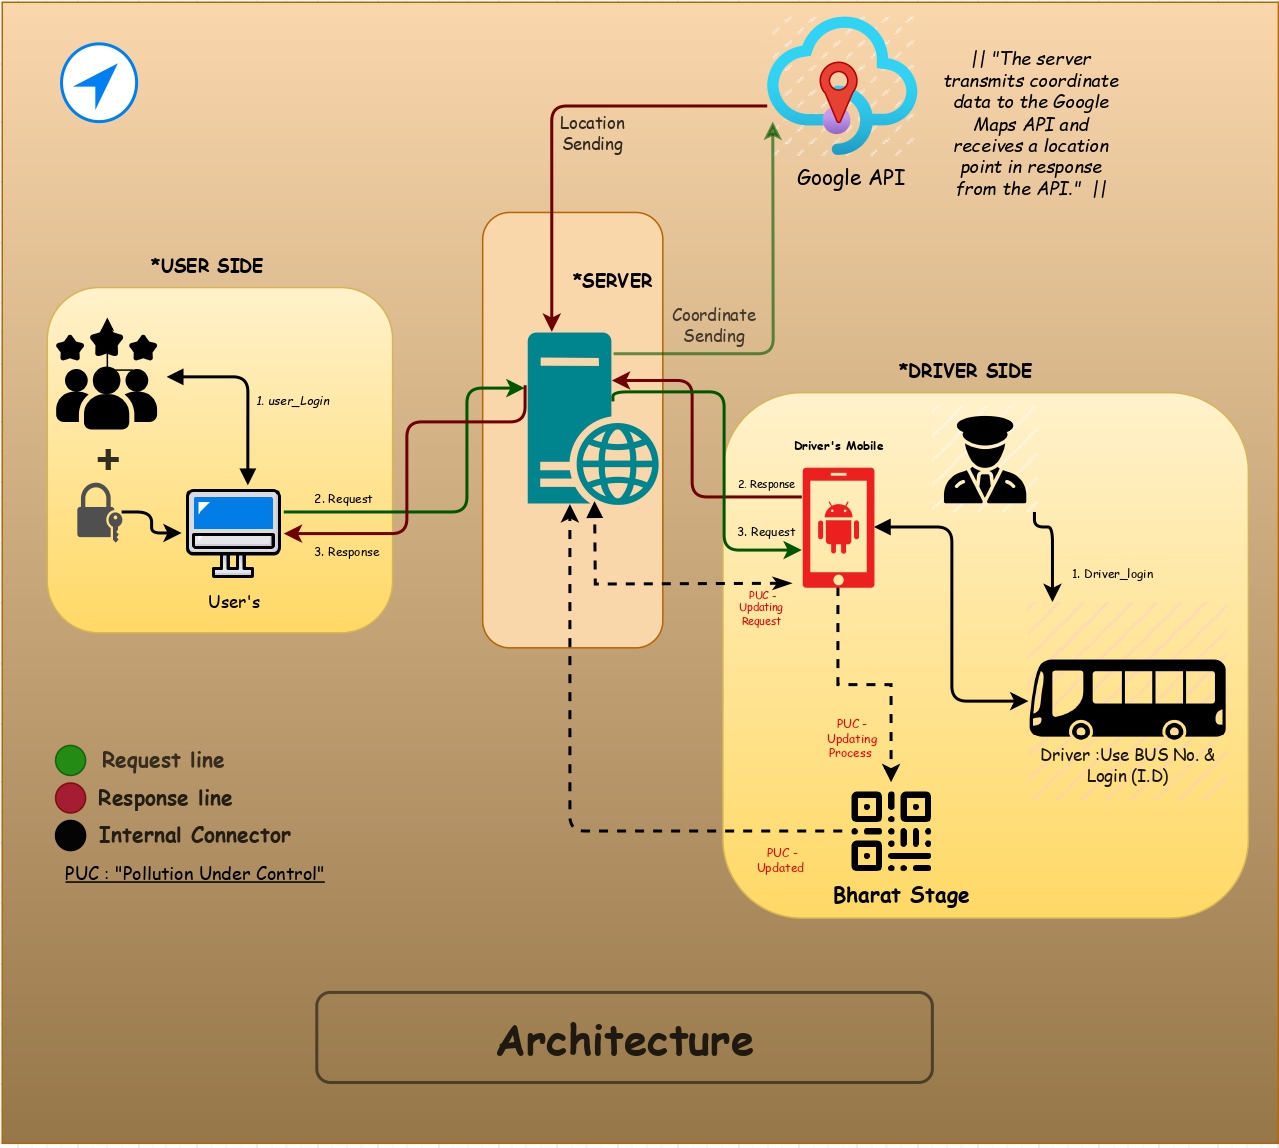 || "The server
transmits coordinate
data to the Google
Maps API and
receives a location
point in response
from the API." ||
Location
Sending
Google API
*USER SIDE
*SERVER
Coordinate
Sending
*DRIVER SIDE
1. user_Login
2. Request
3. Response
User's
Driver's Mobile
2. Response
3. Request
1. Driver_login
PUC -
Updating
Request
PUC -
Updating
Process
Driver :Use BUS No. &
Login (I.D)
PUC -
Updated
Bharat Stage
Request line
Response line
Internal Connector
PUC : "Pollution Under Control"
Architecture